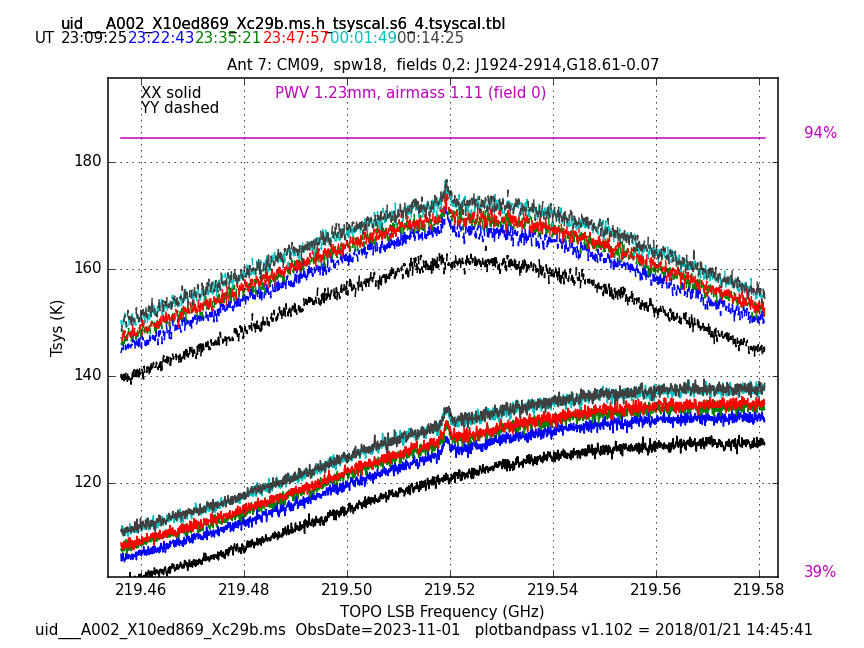 uid___A002_X10ed869_Xc29b.ms.h_tsyscal.s6_4.tsyscal.tbl
UT 23:09:25 23:22:43 23:35:21 23:47:57 00:01:49 00:14:25
Ant 7: CM09,  spw18,  fields 0,2: J1924-2914,G18.61-0.07
XX solid
PWV 1.23mm, airmass 1.11 (field 0)
YY dashed
94%
180
160
140
120
Tsys (K)
39%
219.46 219.48 219.50 219.52 219.54 219.56 219.58
TOPO LSB Frequency (GHz)
uid___A002_X10ed869_Xc29b.ms  ObsDate=2023-11-01   plotbandpass v1.102 = 2018/01/21 14:45:41